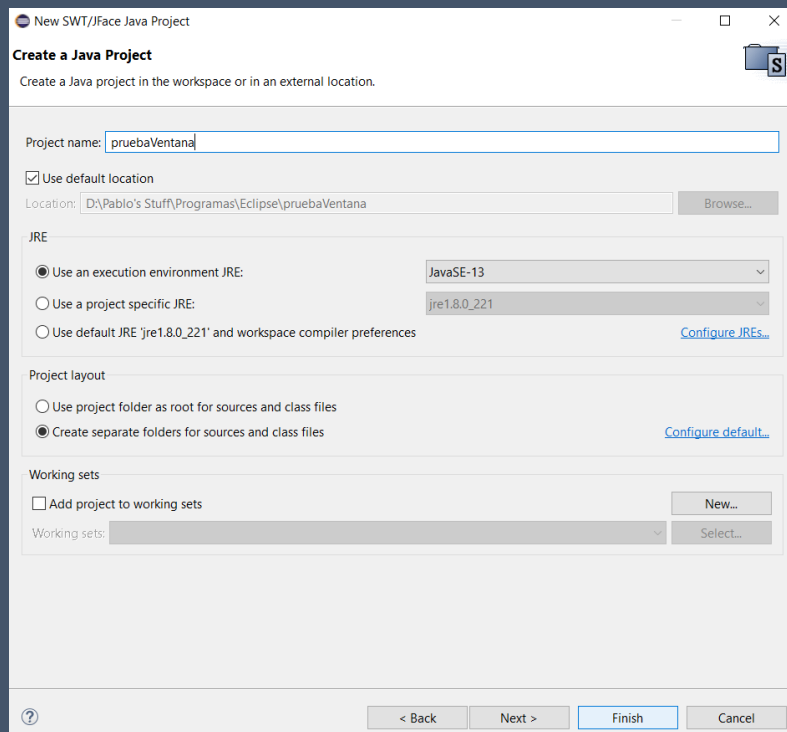 New SWT/JFace Java Project
Create a Java Project
Create a Java project in the workspace or in an external location.
S
Project name: pruebaVentana
Use default location
Location: D:\Pablo's Stuff\Programas\Eclipse\pruebaVentana Browse...
JRE
Use an execution environment JRE: JavaSE-13
Use a project specific JRE: jre1.8.0_221
Use default JRE 'jre1.8.0_221' and workspace compiler preferences Configure JREs...
Project layout
Use project folder as root for sources and class files
Create separate folders for sources and class files Configure default...
Working sets
Add project to working sets New...
Working sets: Select...
? < Back Next > Finish Cancel